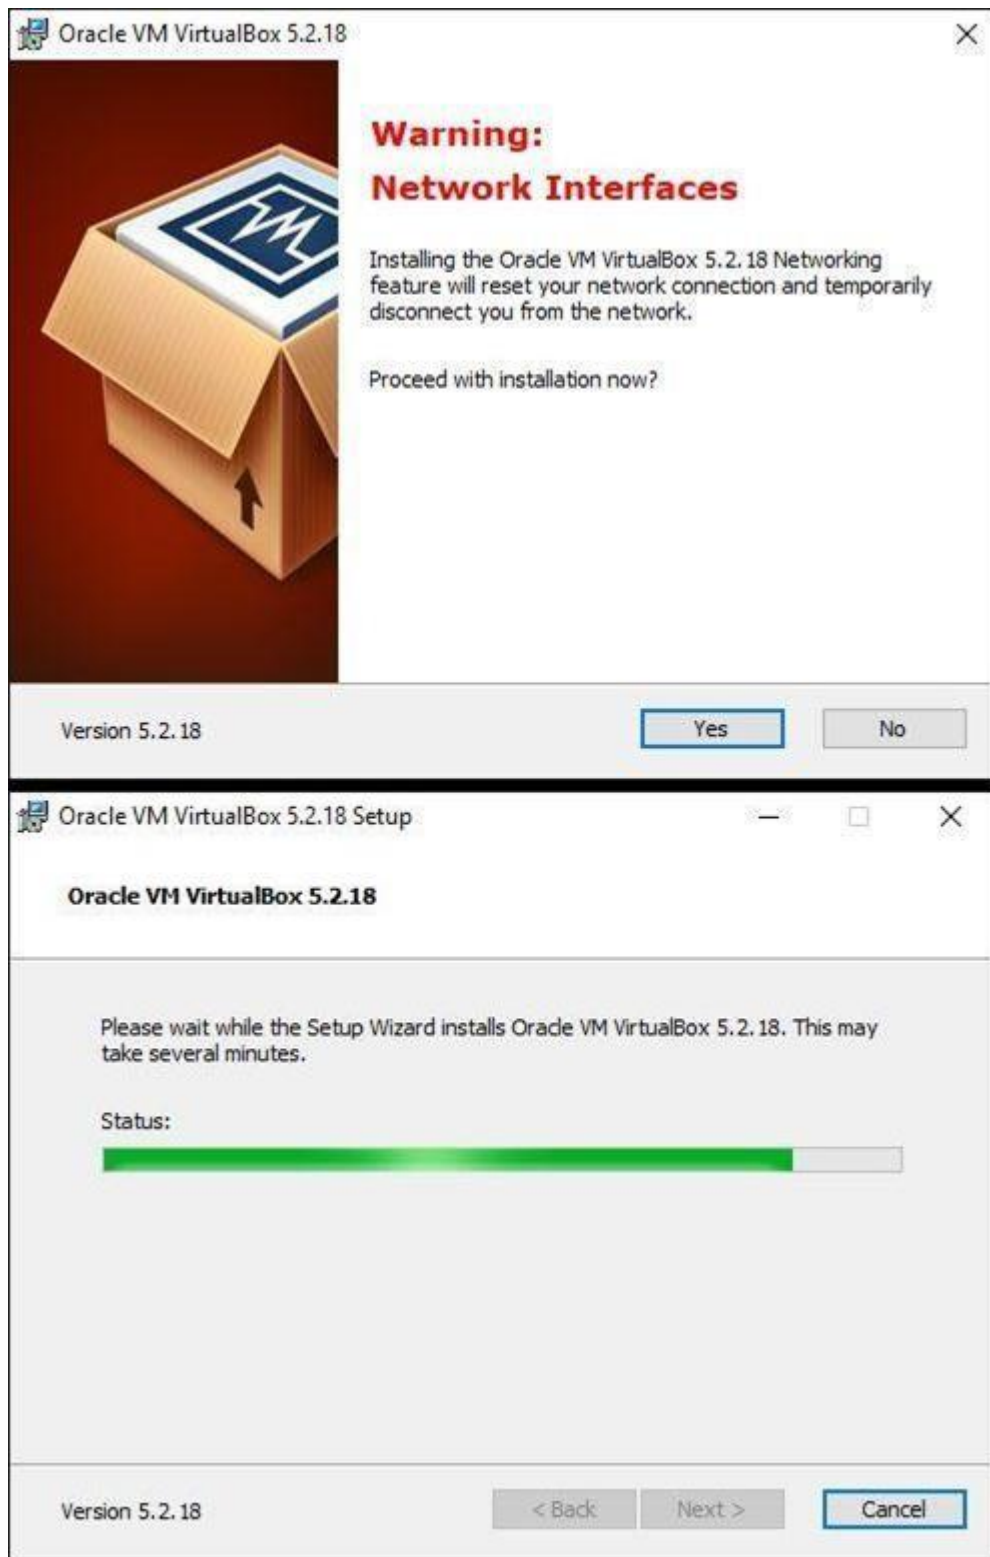 Oracle VM VirtualBox 5.2.18
Warning:
Network Interfaces
Installing the Oracle VM VirtualBox 5.2.18 Networking
feature will reset your network connection and temporarily
disconnect you from the network.
Proceed with installation now?
Version 5.2.18
Yes
No
Oracle VM VirtualBox 5.2.18 Setup
Oracle VM VirtualBox 5.2.18
Please wait while the Setup Wizard installs Oracle VM VirtualBox 5.2.18. This may
take several minutes.
Status:
Version 5.2.18
< Back
Next >
Cancel